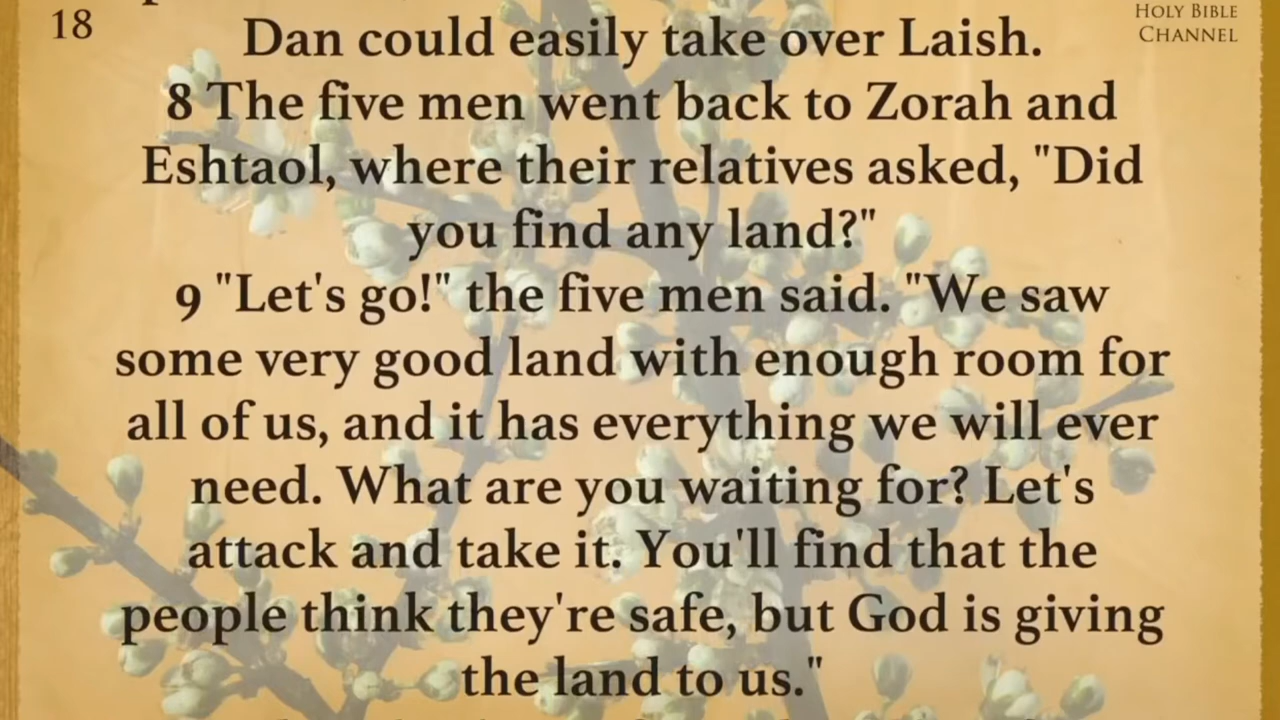 18
HOLY BIBLE
CHANNEL
Dan could easily take over Laish.
8 The five men went back to Zorah and
Eshtaol, where their relatives asked, "Did
you find any land?"
9 "Let's go!" the five men said. "We saw
some very good land with enough room for
all of us, and it has everything we will ever
need. What are you waiting for? Let's
attack and take it. You'll find that the
people think they're safe, but God is giving
the land to us."